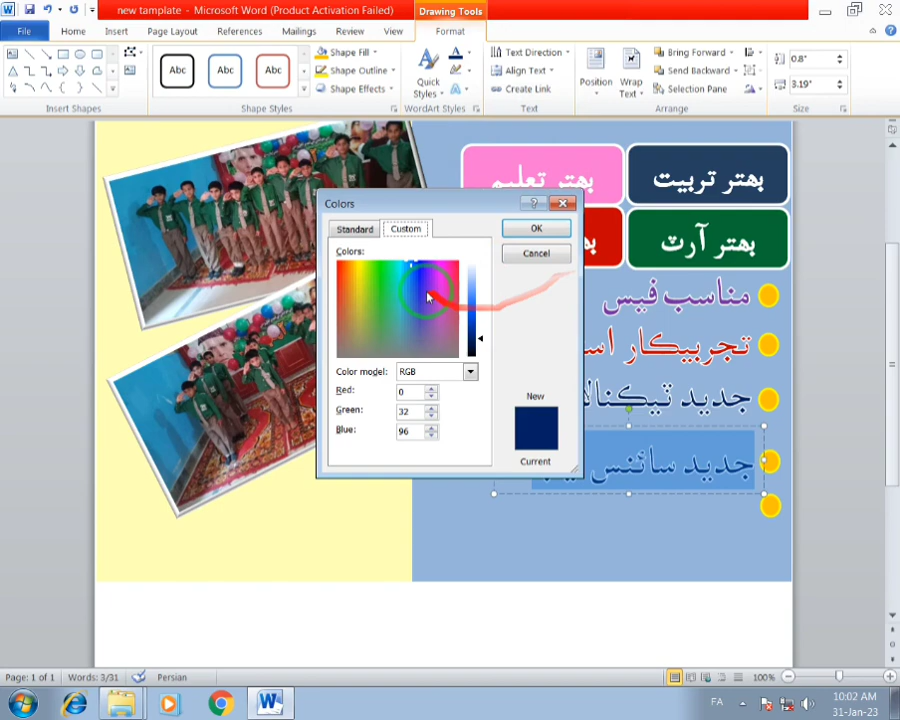 new tamplate - Microsoft Word (Product Activation Failed)
Drawing Tools
File Home Insert Page Layout References Mailings Review View Format
Abc Abc Abc
Shape Fill
Shape Outline
Shape Effects
Quick Styles
Text Direction
Align Text
Create Link
Position
Wrap Text
Bring Forward
Send Backward
Selection Pane
0.8"
3.19"
Insert Shapes Shape Styles WordArt Styles Text Arrange Size
بہتر تربیت
بہتر تعلیم
بہتر آرٹ
مناسب فیس
تجربیکار
جدید
جدید سائنس
Colors
Standard Custom
OK
Cancel
Colors:
Color model: RGB
Red: 0
Green: 32
Blue: 96
New
Current
Page: 1 of 1 Words: 3/31 Persian 100%
FA
10:02 AM
31-Jan-23